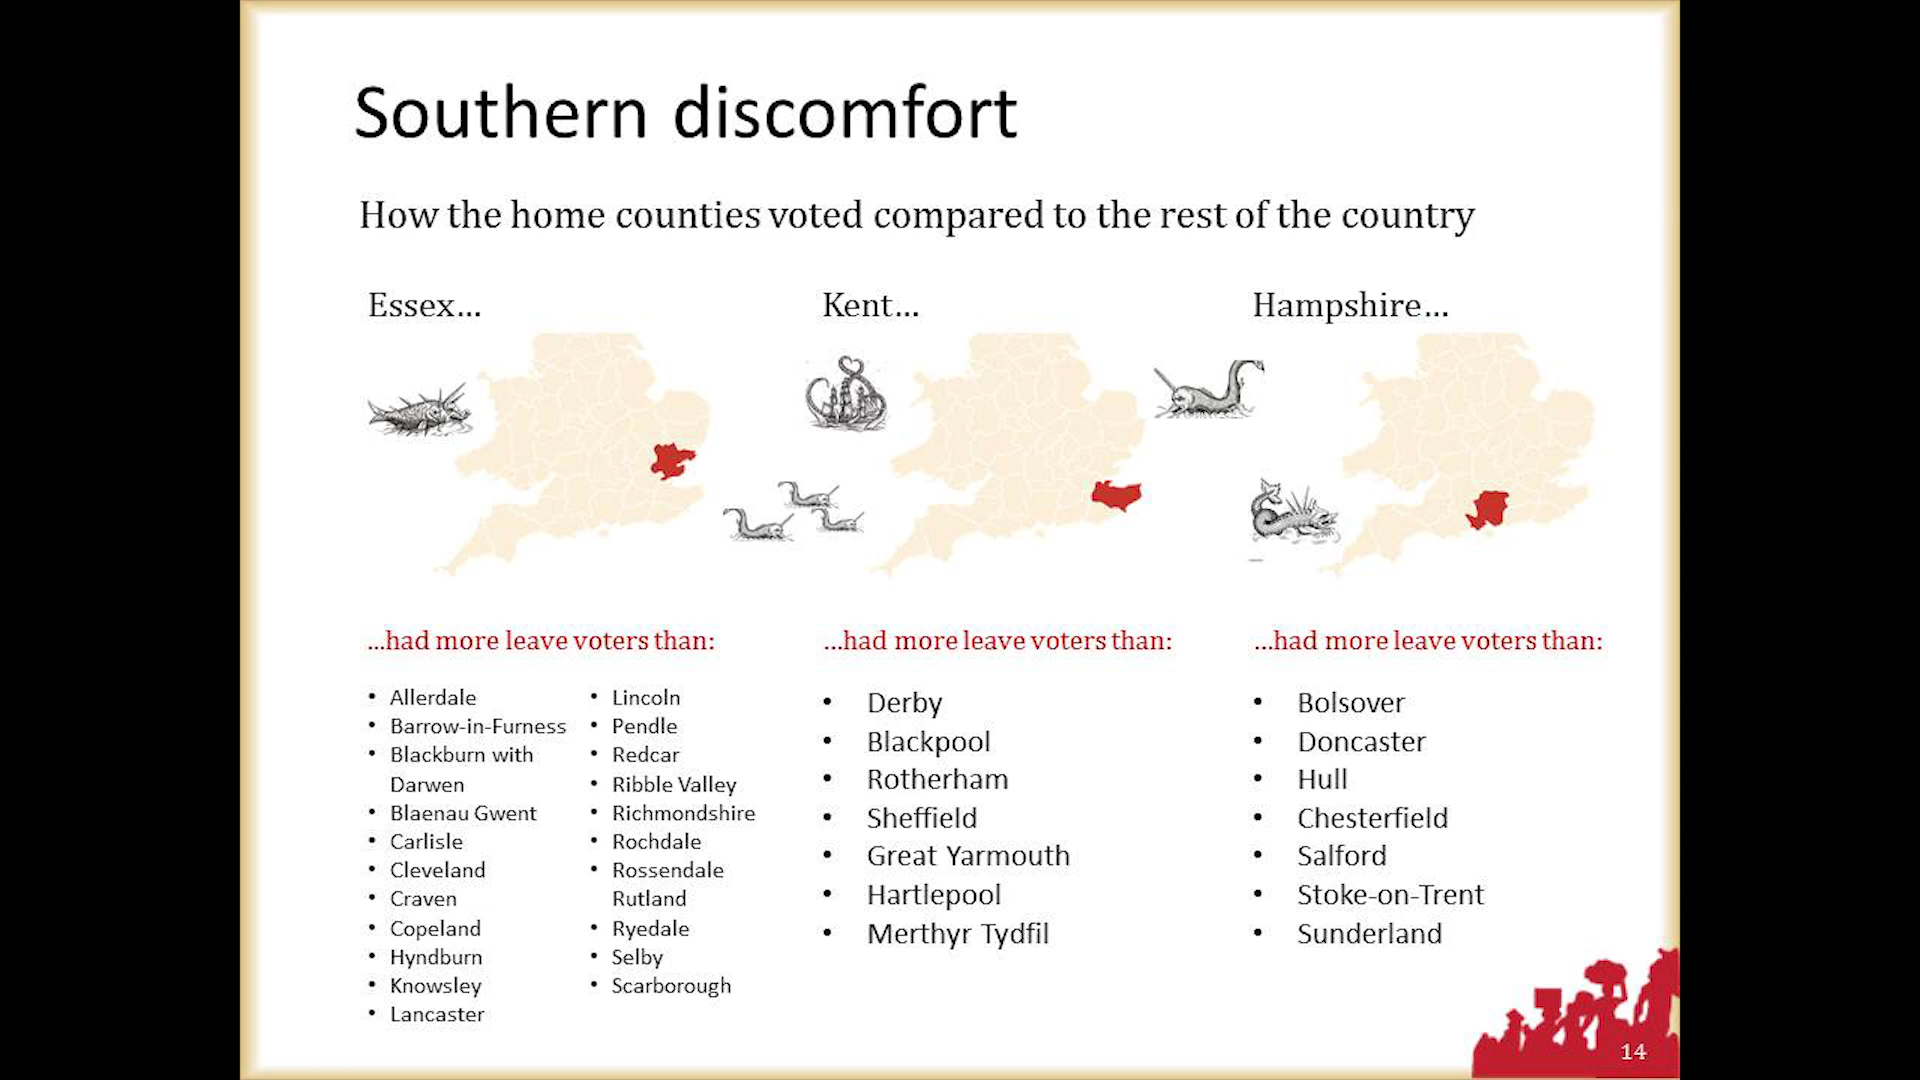 Southern discomfort
How the home counties voted compared to the rest of the country
Essex...
...had more leave voters than:
• Allerdale
• Barrow-in-Furness
• Blackburn with
Darwen
• Blaenau Gwent
• Carlisle
• Cleveland
• Craven
• Copeland
• Hyndburn
• Knowsley
• Lancaster
• Lincoln
• Pendle
• Redcar
• Ribble Valley
• Richmondshire
• Rochdale
• Rossendale
Rutland
• Ryedale
• Selby
• Scarborough
Kent...
...had more leave voters than:
• Derby
• Blackpool
• Rotherham
• Sheffield
• Great Yarmouth
• Hartlepool
• Merthyr Tydfil
Hampshire...
...had more leave voters than:
• Bolsover
• Doncaster
• Hull
• Chesterfield
• Salford
• Stoke-on-Trent
• Sunderland
14